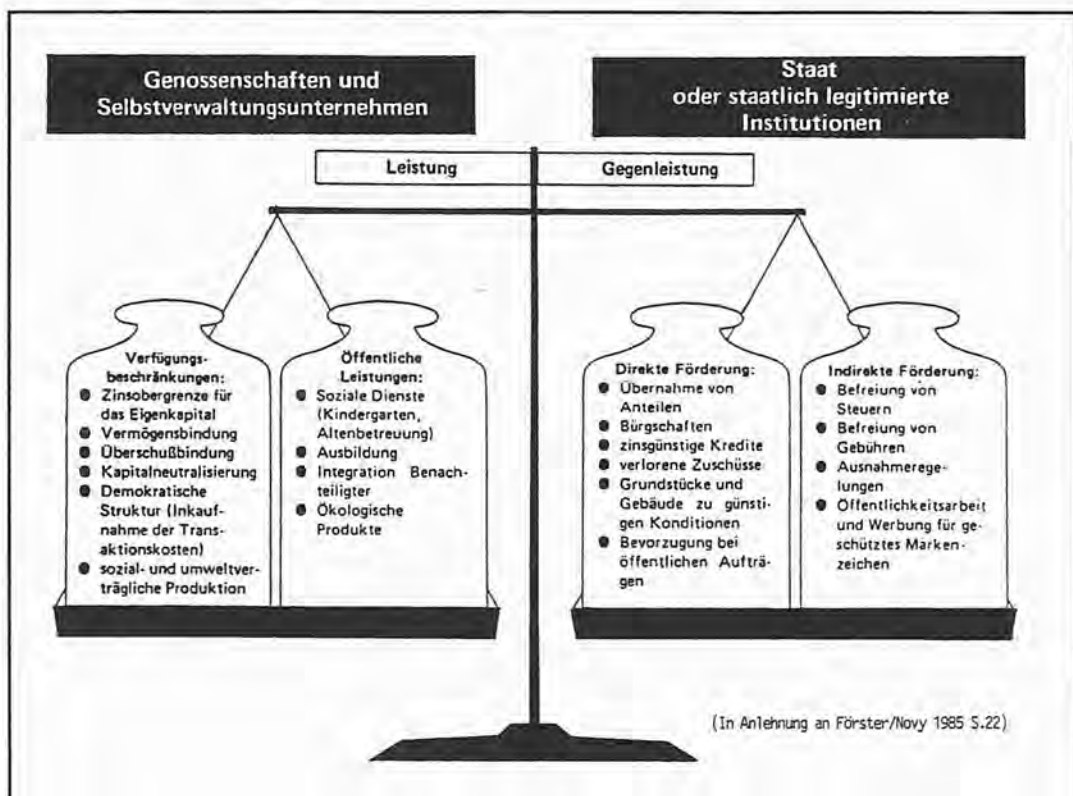 Genossenschaften und
Selbstverwaltungsunternehmen
Staat
oder staatlich legitimierte
Institutionen
Leistung
Gegenleistung
Verfügungs-
beschränkungen:
● Zinsobergrenze für
das Eigenkapital
● Vermögensbindung
● Überschußbindung
● Kapitalneutralisierung
● Demokratische
Struktur (Inkauf-
nahme der Trans-
aktionskosten)
● sozial- und umweltver-
trägliche Produktion
Öffentliche
Leistungen:
● Soziale Dienste
(Kindergarten,
Altenbetreuung)
● Ausbildung
● Integration Benach-
teiligter
● Ökologische
Produkte
Direkte Förderung:
● Übernahme von
Anteilen
● Bürgschaften
● zinsgünstige Kredite
● verlorene Zuschüsse
● Grundstücke und
Gebäude zu günsti-
gen Konditionen
● Bevorzugung bei
öffentlichen Aufträ-
gen
Indirekte Förderung:
● Befreiung von
Steuern
● Befreiung von
Gebühren
● Ausnahmerege-
lungen
● Öffentlichkeitsarbeit
und Werbung für ge-
schütztes Marken-
zeichen
(In Anlehnung an Förster/Novy 1985 S.22)